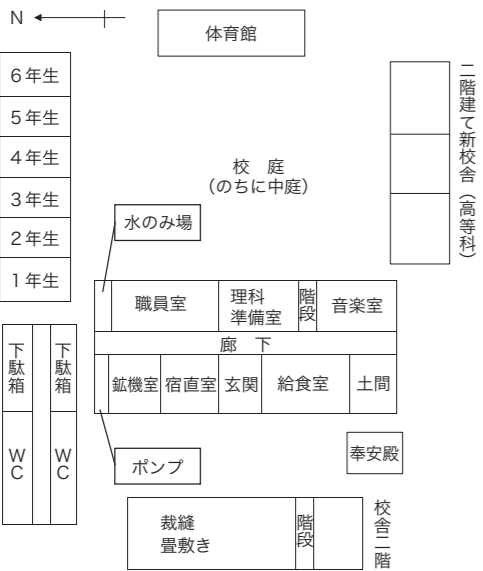 N
体育館
6年生
5年生
4年生
3年生
2年生
1年生
二階建て新校舎（高等科）
校 庭
（のちに中庭）
水のみ場
職員室
理科
準備室
階段
音楽室
廊 下
鉱機室
宿直室
玄関
給食室
土間
下駄箱
下駄箱
WC
WC
ポンプ
奉安殿
裁縫
畳敷き
階段
校舎二階